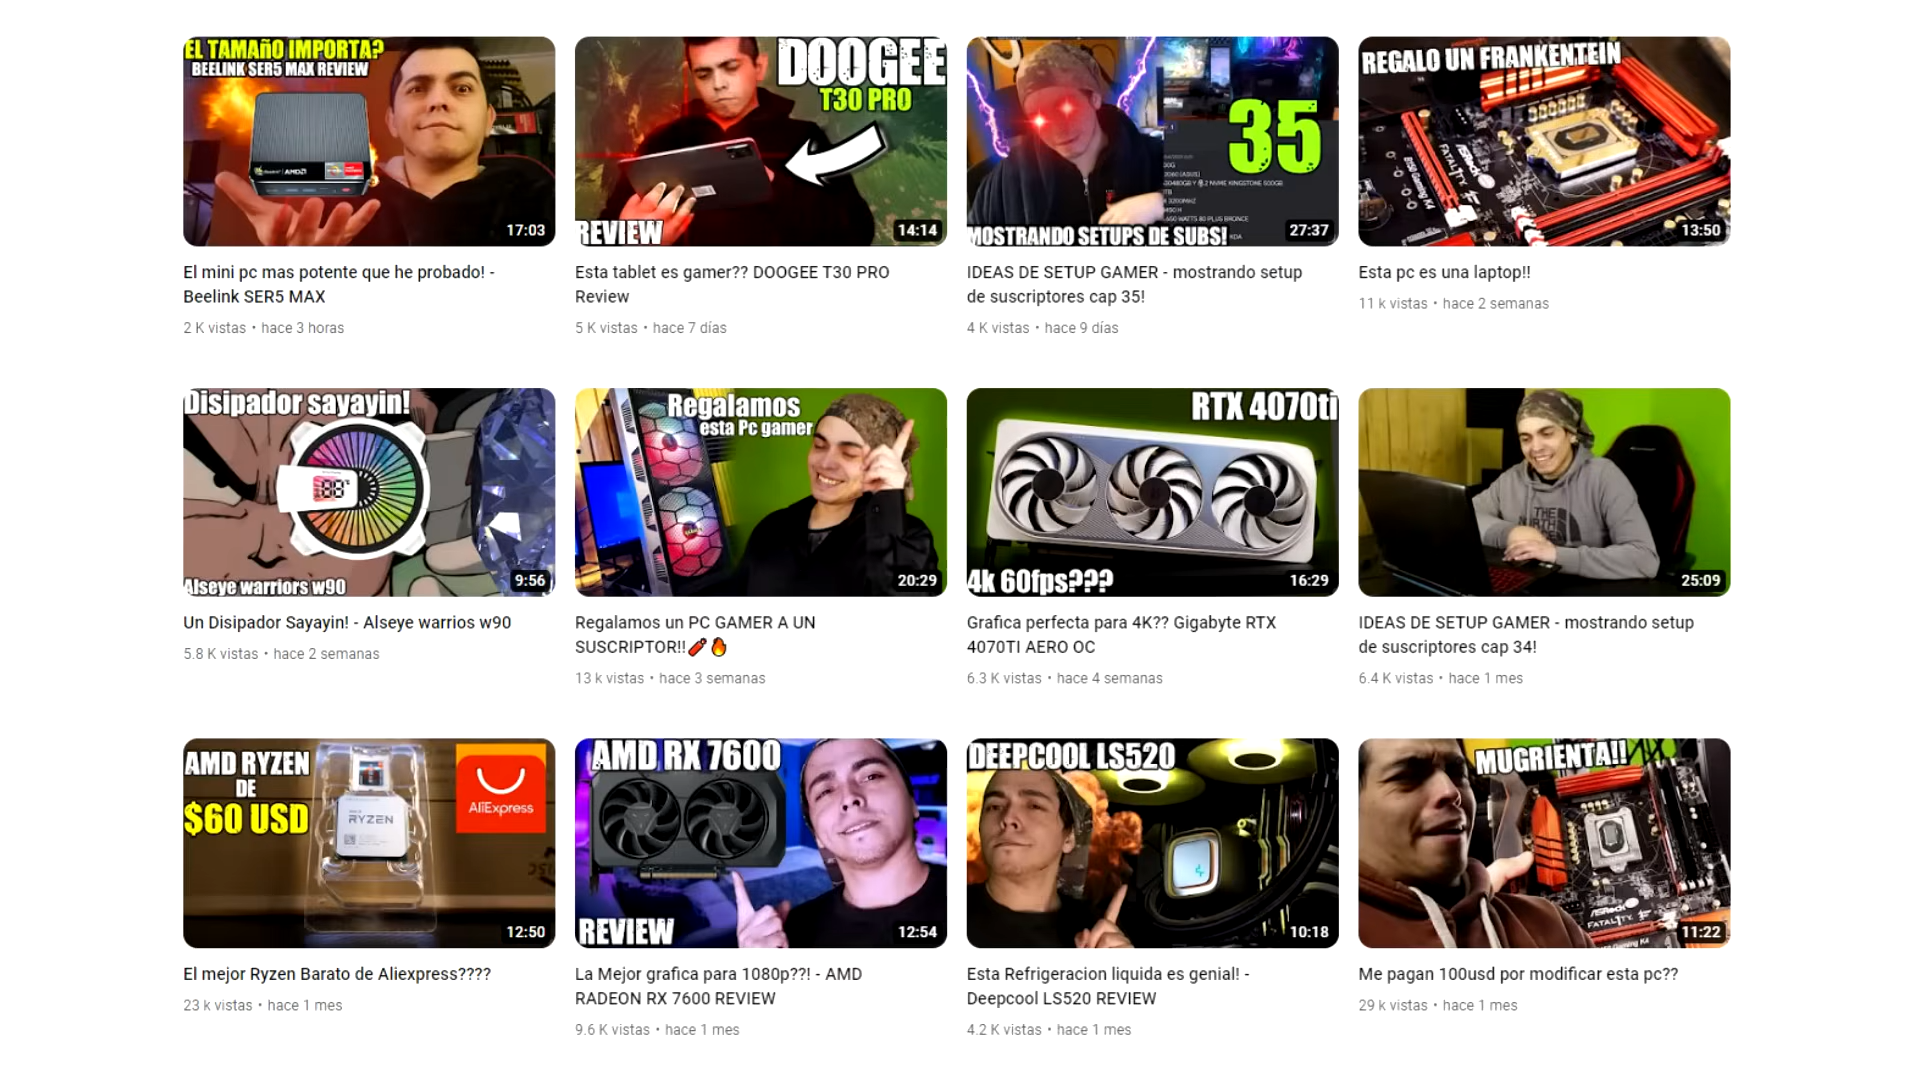 EL TAMAñO IMPORTA?
BEELINK SER5 MAX REVIEW
AMD
17:03
El mini pc mas potente que he probado! -
Beelink SER5 MAX
2 K vistas • hace 3 horas
DOOGEE
T30 PRO
REVIEW
14:14
Esta tablet es gamer?? DOOGEE T30 PRO
Review
5 K vistas • hace 7 días
35
MOSTRANDO SETUPS DE SUBS!
27:37
IDEAS DE SETUP GAMER - mostrando setup
de suscriptores cap 35!
4 K vistas • hace 9 días
REGALO UN FRANKENTEIN
ASRock
FATAL1TY
13:50
Esta pc es una laptop!!
11 k vistas • hace 2 semanas
Disipador sayayin!
Alseye warriors w90
9:56
Un Disipador Sayayin! - Alseye warrios w90
5.8 K vistas • hace 2 semanas
Regalamos
esta Pc gamer
20:29
Regalamos un PC GAMER A UN
SUSCRIPTOR!!🧨🔥
13 k vistas • hace 3 semanas
RTX 4070ti
4k 60fps???
16:29
Grafica perfecta para 4K?? Gigabyte RTX
4070TI AERO OC
6.3 K vistas • hace 4 semanas
THE
NORTH
25:09
IDEAS DE SETUP GAMER - mostrando setup
de suscriptores cap 34!
6.4 K vistas • hace 1 mes
AMD RYZEN
DE
$60 USD
RYZEN
AliExpress
12:50
El mejor Ryzen Barato de Aliexpress????
23 k vistas • hace 1 mes
AMD RX 7600
REVIEW
12:54
La Mejor grafica para 1080p??! - AMD
RADEON RX 7600 REVIEW
9.6 K vistas • hace 1 mes
DEEPCOOL LS520
10:18
Esta Refrigeracion liquida es genial! -
Deepcool LS520 REVIEW
4.2 K vistas • hace 1 mes
MUGRIENTA!!
ASRock
FATAL1TY
11:22
Me pagan 100usd por modificar esta pc??
29 k vistas • hace 1 mes